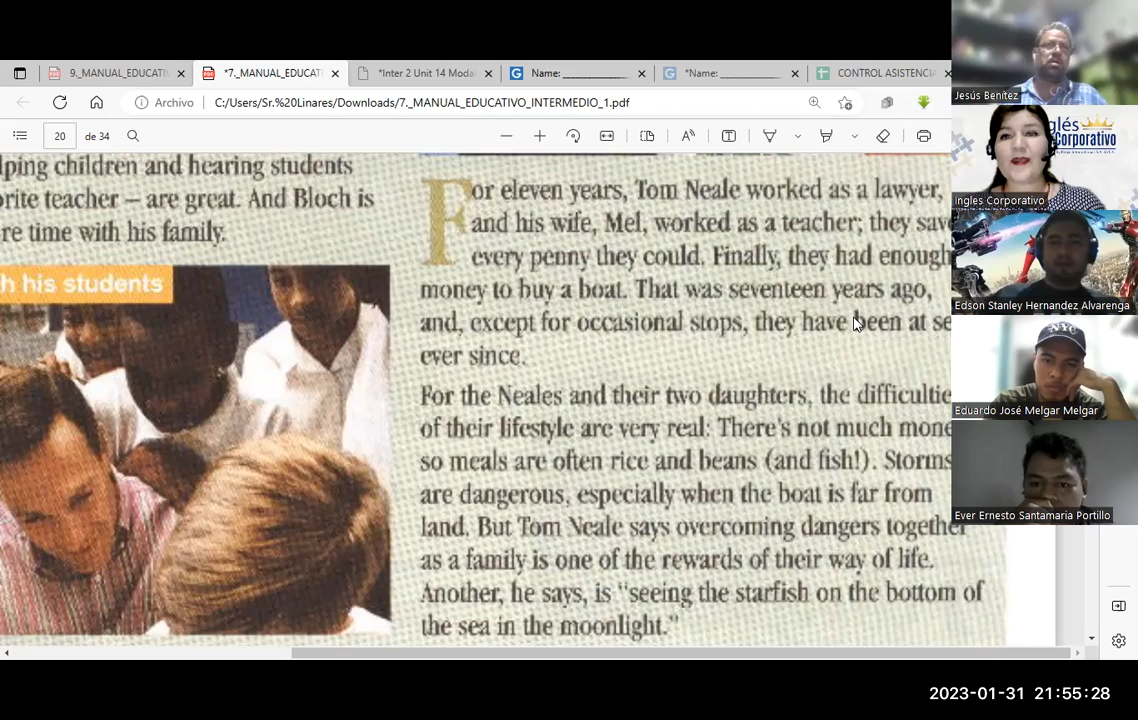 9._MANUAL_EDUCATI
*7._MANUAL_EDUCAT
*Inter 2 Unit 14 Moda
Name: ___________
*Name: ___________
CONTROL ASISTENCIA
Archivo
C:/Users/Sr.%20Linares/Downloads/7._MANUAL_EDUCATIVO_INTERMEDIO_1.pdf
20
de 34
lping children and hearing students
orite teacher – are great. And Bloch is
re time with his family.
h his students
For eleven years, Tom Neale worked as a lawyer,
and his wife, Mel, worked as a teacher; they save
every penny they could. Finally, they had enough
money to buy a boat. That was seventeen years ago,
and, except for occasional stops, they have been at se
ever since.
For the Neales and their two daughters, the difficultie
of their lifestyle are very real: There's not much mone
so meals are often rice and beans (and fish!). Storms
are dangerous, especially when the boat is far from
land. But Tom Neale says overcoming dangers together
as a family is one of the rewards of their way of life.
Another, he says, is "seeing the starfish on the bottom of
the sea in the moonlight."
Jesús Benítez
glés
Corporativo
Ingles Corporativo
Edson Stanley Hernandez Alvarenga
NYC
Eduardo José Melgar Melgar
Ever Ernesto Santamaria Portillo
2023-01-31 21:55:28